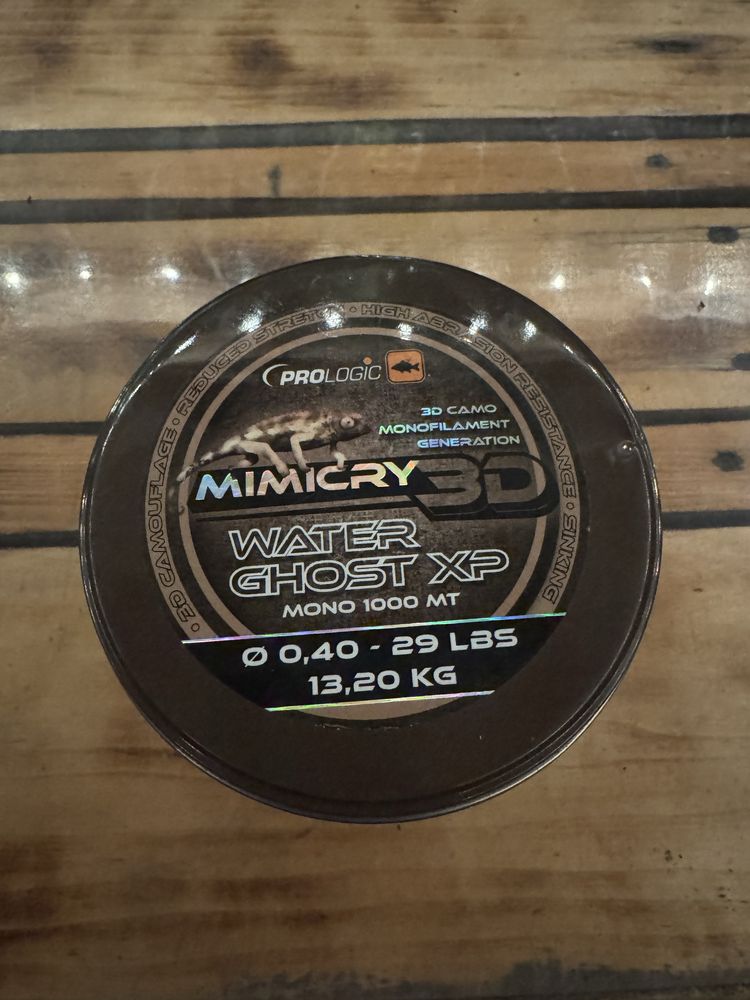 3D CAMOUFLAGE • REDUCED STRETCH • HIGH ABRASION RESISTANCE • SINKING •
PROLOGIC
3D CAMO
MONOFILAMENT
GENERATION
MIMICRY 3D
WATER
GHOST XP
MONO 1000 MT
Ø 0,40 - 29 LBS
13,20 KG